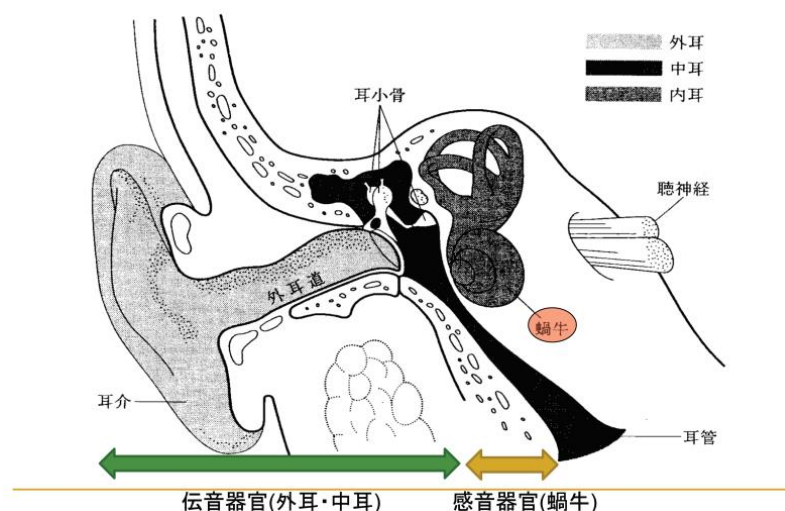 外耳
中耳
内耳
耳小骨
聴神経
外耳道
蝸牛
耳介
耳管
伝音器官(外耳・中耳)
感音器官(蝸牛)